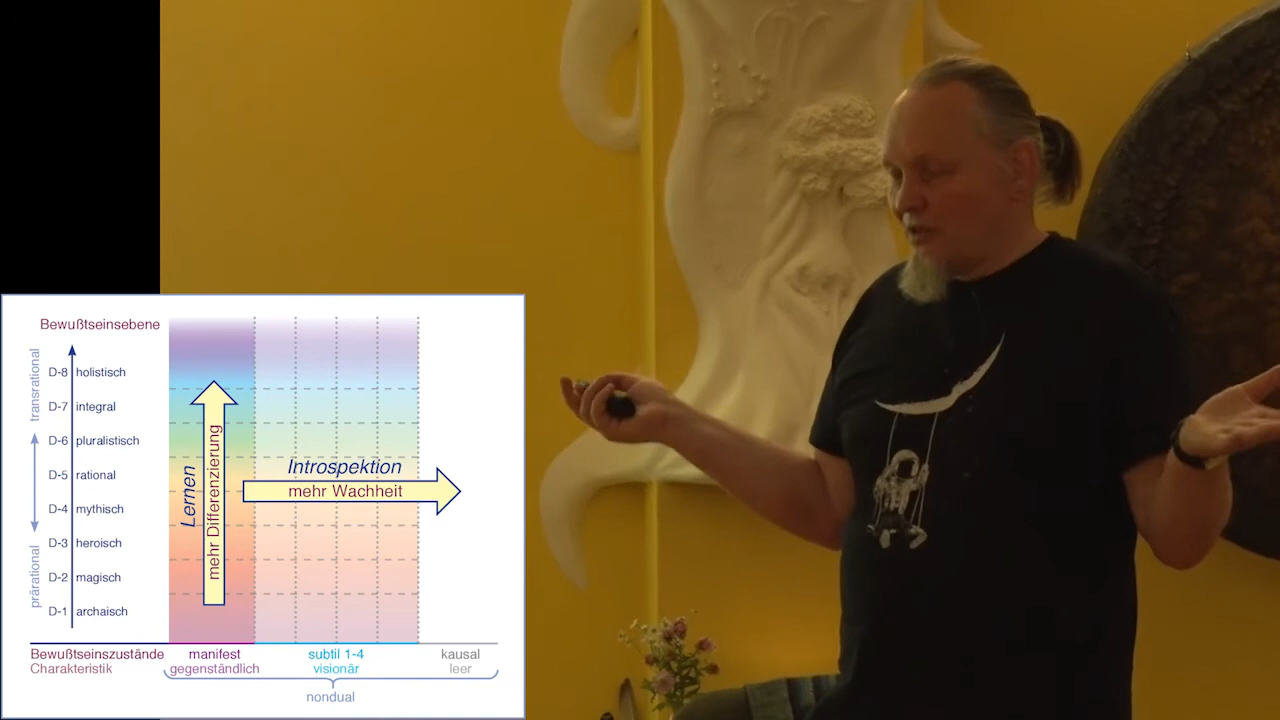 Bewußtseinsebene
transrational
prärational
D-8 holistisch
D-7 integral
D-6 pluralistisch
D-5 rational
D-4 mythisch
D-3 heroisch
D-2 magisch
D-1 archaisch
Lernen
mehr Differenzierung
Introspektion
mehr Wachheit
Bewußtseinszustände manifest subtil 1-4 kausal
Charakteristik gegenständlich visionär leer
nondual